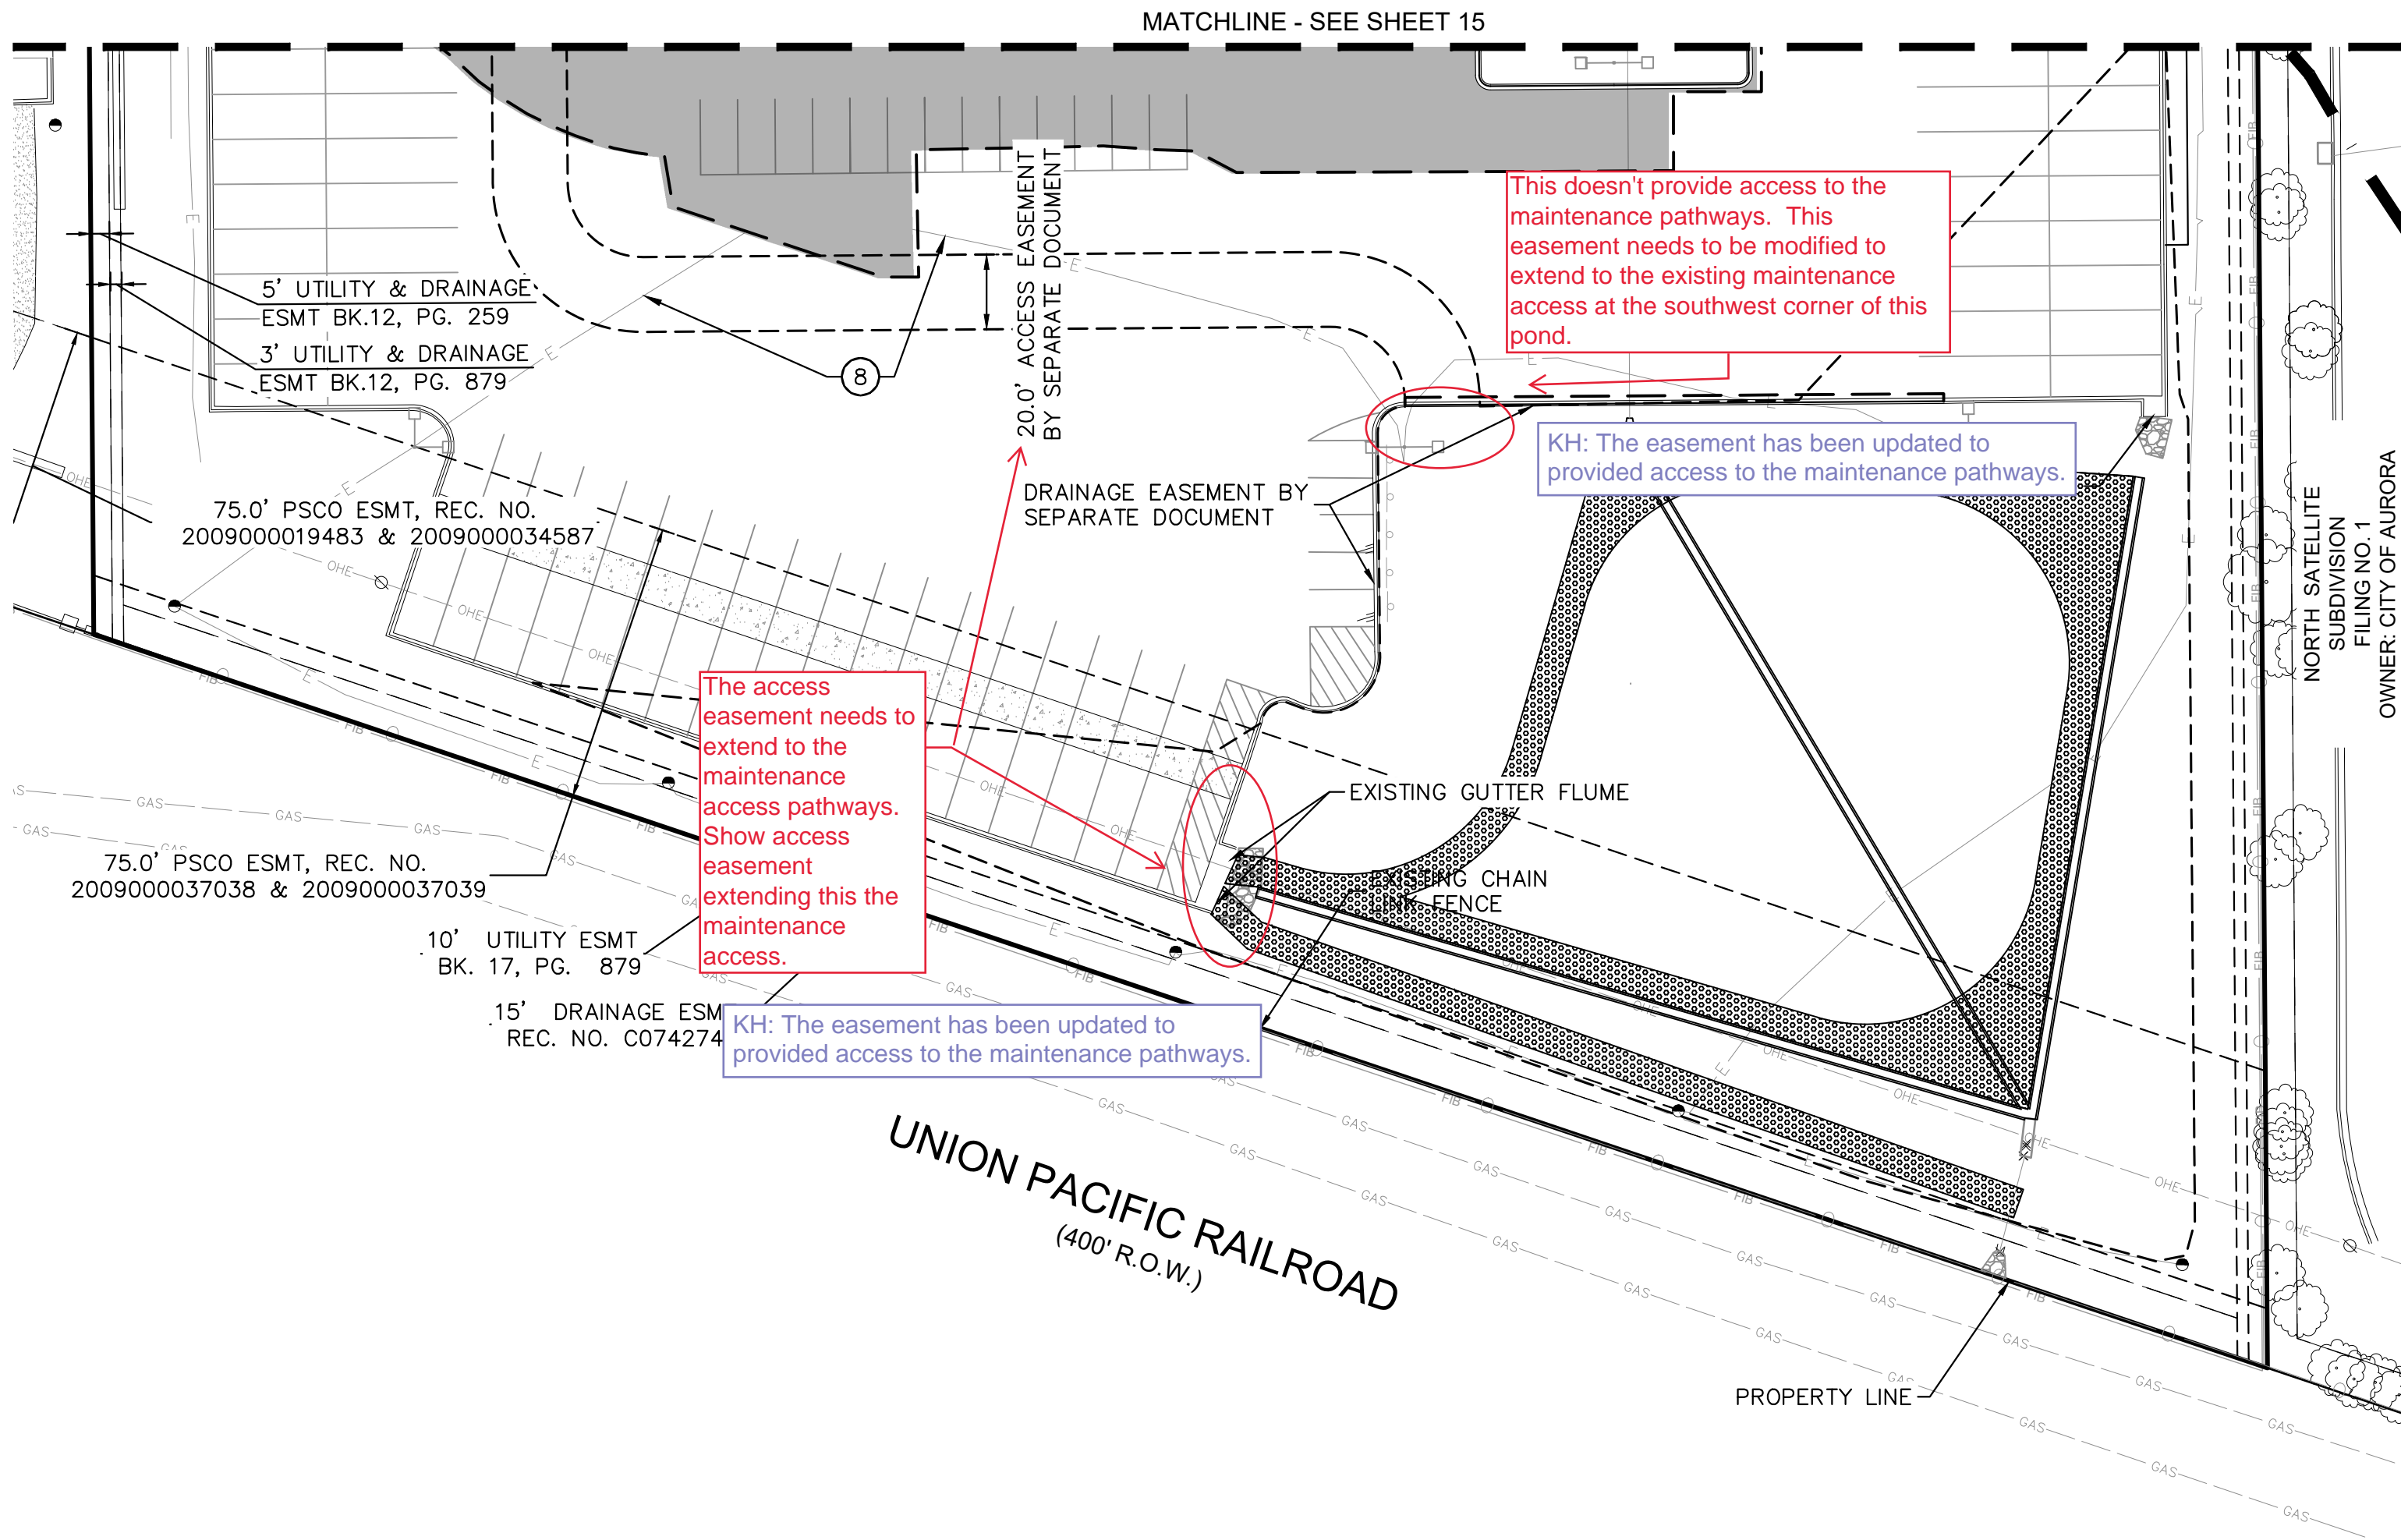 MATCHLINE - SEE SHEET 15
5' UTILITY & DRAINAGE
ESMT BK.12, PG. 259
3' UTILITY & DRAINAGE
ESMT BK.12, PG. 879
8
20.0' ACCESS EASEMENT
BY SEPARATE DOCUMENT
This doesn't provide access to the
maintenance pathways. This
easement needs to be modified to
extend to the existing maintenance
access at the southwest corner of this
pond.
KH: The easement has been updated to
provided access to the maintenance pathways.
75.0' PSCO ESMT, REC. NO.
2009000019483 & 2009000034587
DRAINAGE EASEMENT BY
SEPARATE DOCUMENT
NORTH SATELLITE
SUBDIVISION
FILING NO. 1
OWNER: CITY OF AURORA
The access
easement needs to
extend to the
maintenance
access pathways.
Show access
easement
extending this the
maintenance
access.
EXISTING GUTTER FLUME
EXISTING CHAIN
LINK FENCE
75.0' PSCO ESMT, REC. NO.
2009000037038 & 2009000037039
10' UTILITY ESMT
BK. 17, PG. 879
15' DRAINAGE ESM
REC. NO. C074274
KH: The easement has been updated to
provided access to the maintenance pathways.
UNION PACIFIC RAILROAD
(400' R.O.W.)
PROPERTY LINE
E
OHE
FIB
GAS